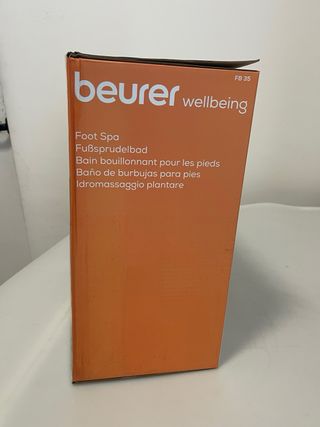 FB 35
beurer wellbeing
Foot Spa
Fußsprudelbad
Bain bouillonnant pour les pieds
Baño de burbujas para pies
Idromassaggio plantare